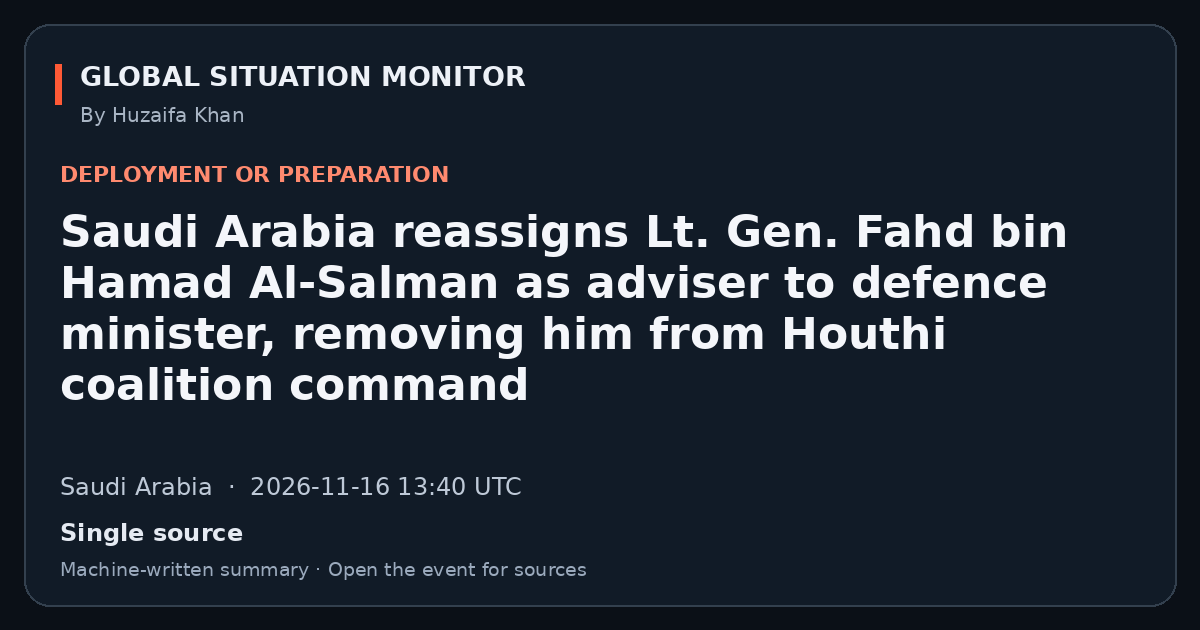 GLOBAL SITUATION MONITOR
By Huzaifa Khan
DEPLOYMENT OR PREPARATION
Saudi Arabia reassigns Lt. Gen. Fahd bin
Hamad Al-Salman as adviser to defence
minister, removing him from Houthi
coalition command
Saudi Arabia · 2026-11-16 13:40 UTC
Single source
Machine-written summary · Open the event for sources